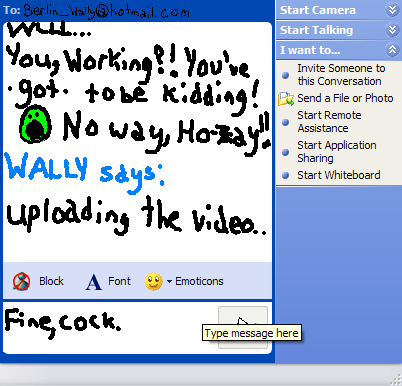 To: Berlin_Wally@hotmail.com
Well...
You, Working?!! You've
got to be kidding!
No way, Ho-zay!!
WALLY says:
uploading the video..
Block
Font
Emoticons
Fine, cock.
Type message here
Start Camera
Start Talking
I want to...
Invite Someone to
this Conversation
Send a File or Photo
Start Remote
Assistance
Start Application
Sharing
Start Whiteboard